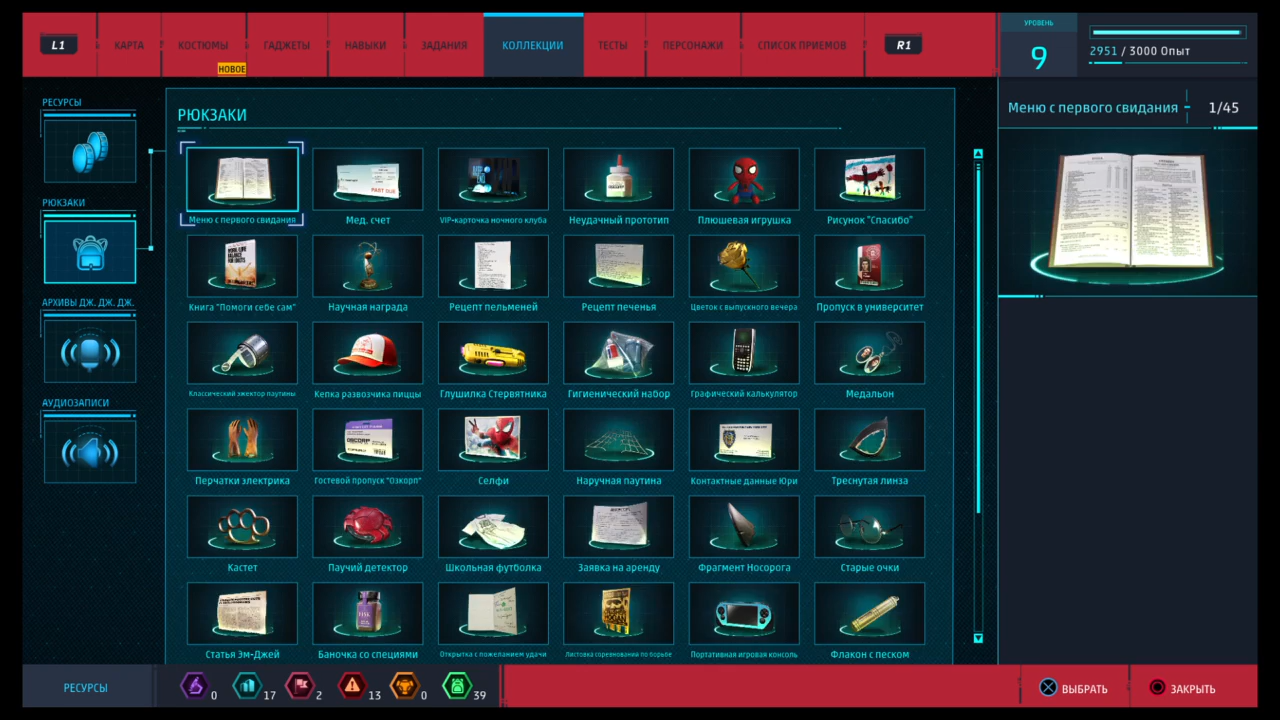 L1
КАРТА
КОСТЮМЫ
НОВОЕ
ГАДЖЕТЫ
НАВЫКИ
ЗАДАНИЯ
КОЛЛЕКЦИИ
ТЕСТЫ
ПЕРСОНАЖИ
СПИСОК ПРИЕМОВ
R1
УРОВЕНЬ
9
2951 / 3000 Опыт
РЕСУРСЫ
РЮКЗАКИ
АРХИВЫ ДЖ. ДЖ. ДЖ.
АУДИОЗАПИСИ
РЮКЗАКИ
Меню с первого свидания
Мед. счет
PAST DUE
VIP-карточка ночного клуба
Неудачный прототип
Плюшевая игрушка
Рисунок "Спасибо"
Книга "Помоги себе сам"
Научная награда
Рецепт пельменей
Рецепт печенья
Цветок с выпускного вечера
Пропуск в университет
Классический эжектор паутины
Кепка развозчика пиццы
Глушилка Стервятника
Гигиенический набор
Графический калькулятор
Медальон
Перчатки электрика
OSCORP
Гостевой пропуск "Озкорп"
Селфи
Наручная паутина
Контактные данные Юри
Треснутая линза
Кастет
Паучий детектор
Школьная футболка
Заявка на аренду
Фрагмент Носорога
Старые очки
Статья Эм-Джей
Баночка со специями
Открытка с пожеланием удачи
Листовка соревнований по борьбе
Портативная игровая консоль
Флакон с песком
Меню с первого свидания
1/45
РЕСУРСЫ
0
17
2
13
0
39
ВЫБРАТЬ
ЗАКРЫТЬ